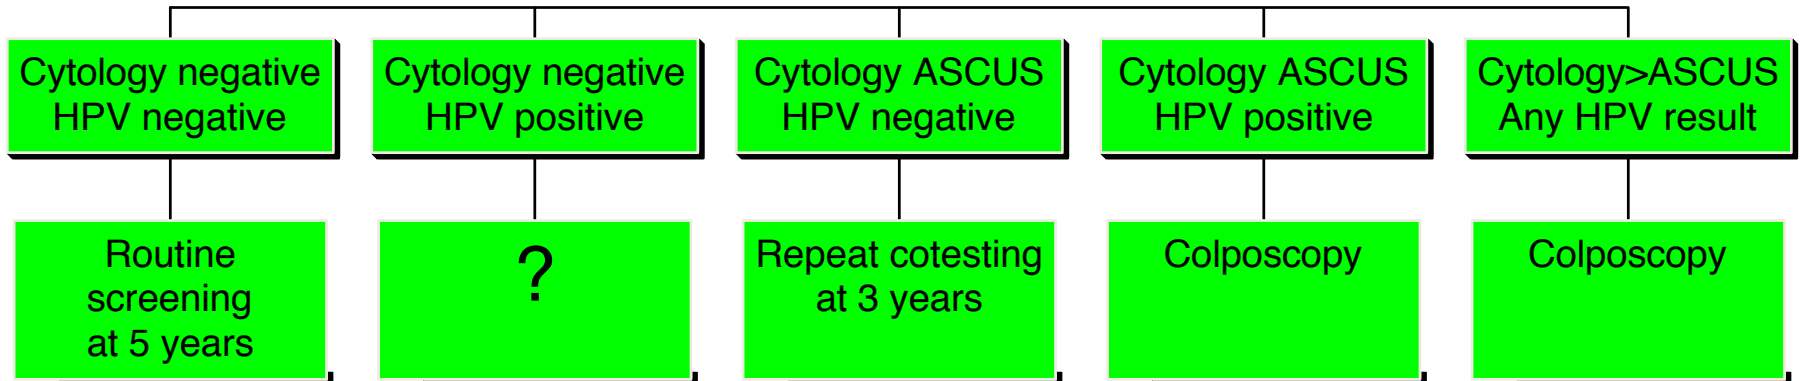 Cytology negative
HPV negative
Cytology negative
HPV positive
Cytology ASCUS
HPV negative
Cytology ASCUS
HPV positive
Cytology>ASCUS
Any HPV result
Routine
screening
at 5 years
?
Repeat cotesting
at 3 years
Colposcopy
Colposcopy